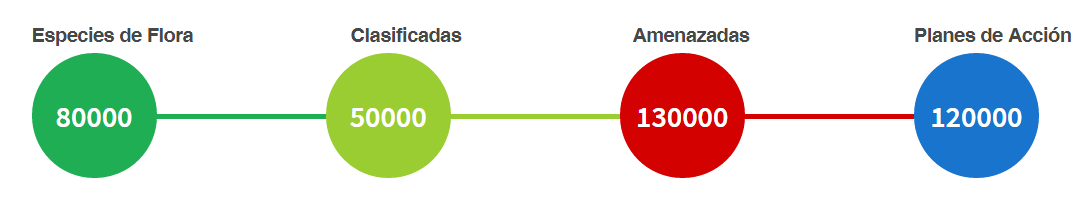 Especies de Flora
Clasificadas
Amenazadas
Planes de Acción
80000
50000
130000
120000